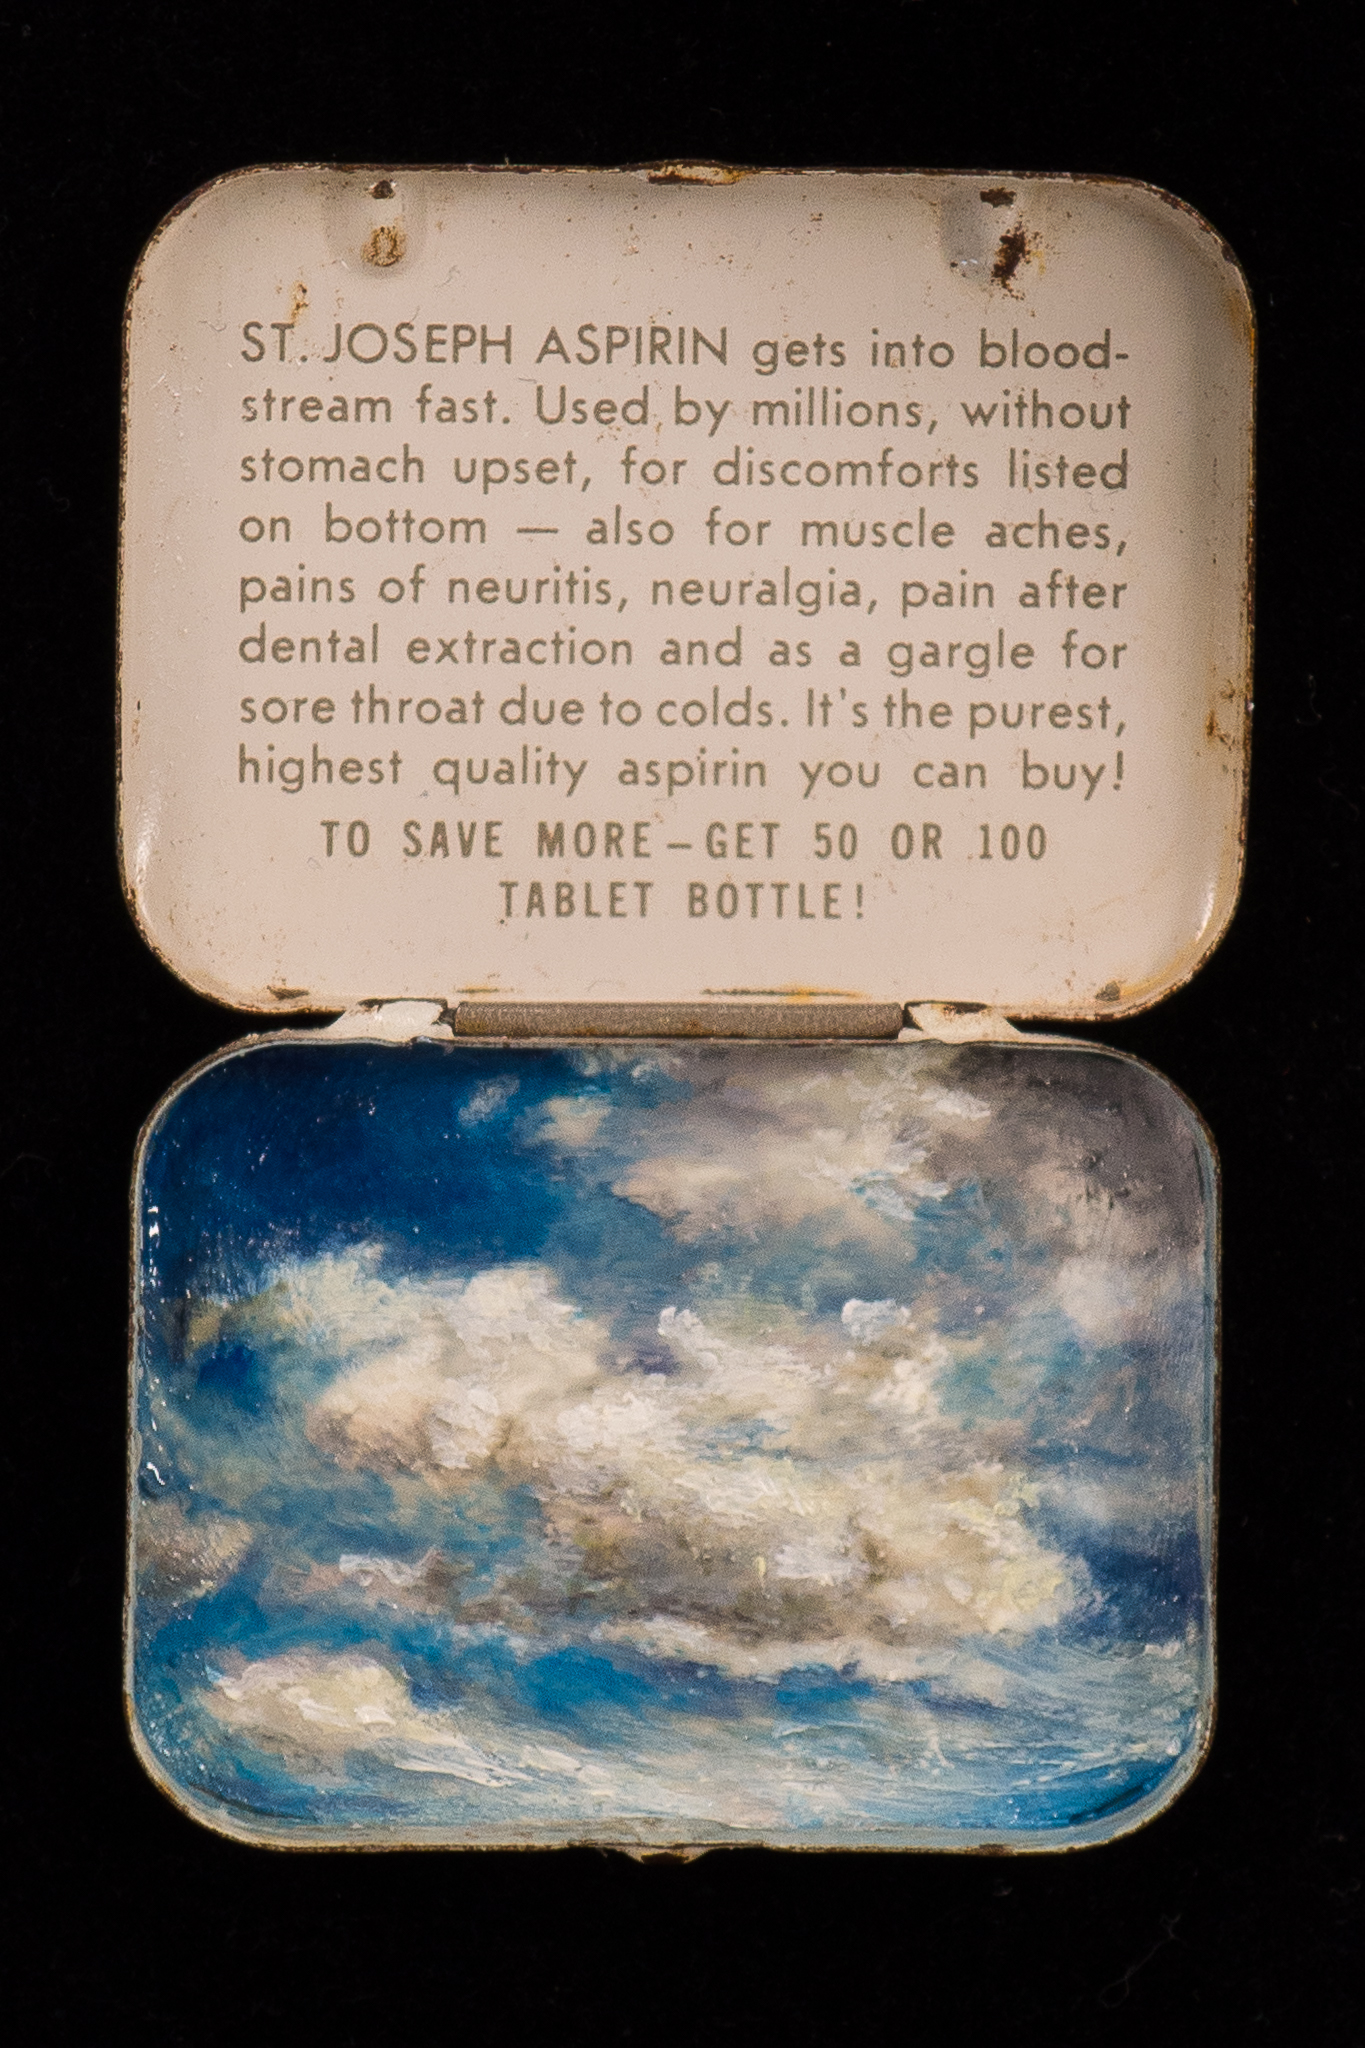 ST. JOSEPH ASPIRIN gets into blood-
stream fast. Used by millions, without
stomach upset, for discomforts listed
on bottom — also for muscle aches,
pains of neuritis, neuralgia, pain after
dental extraction and as a gargle for
sore throat due to colds. It's the purest,
highest quality aspirin you can buy!
TO SAVE MORE—GET 50 OR 100
TABLET BOTTLE!